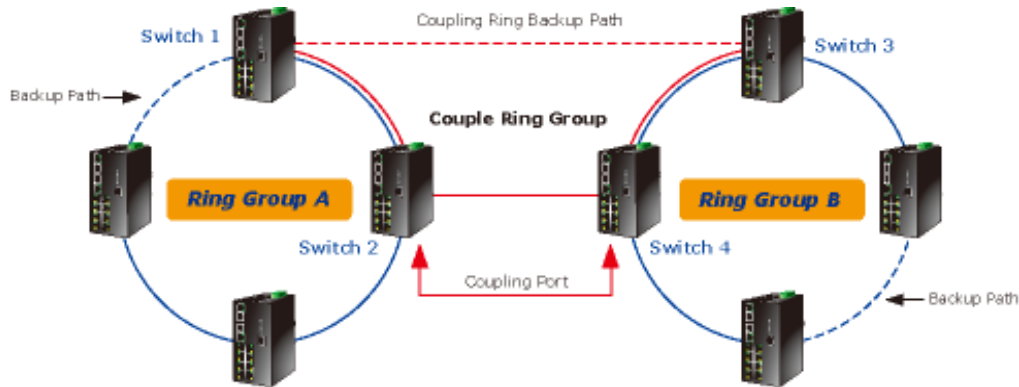 Coupling Ring Backup Path
Switch 1
Switch 3
Backup Path
Couple Ring Group
Ring Group A
Ring Group B
Switch 2
Switch 4
Coupling Port
Backup Path